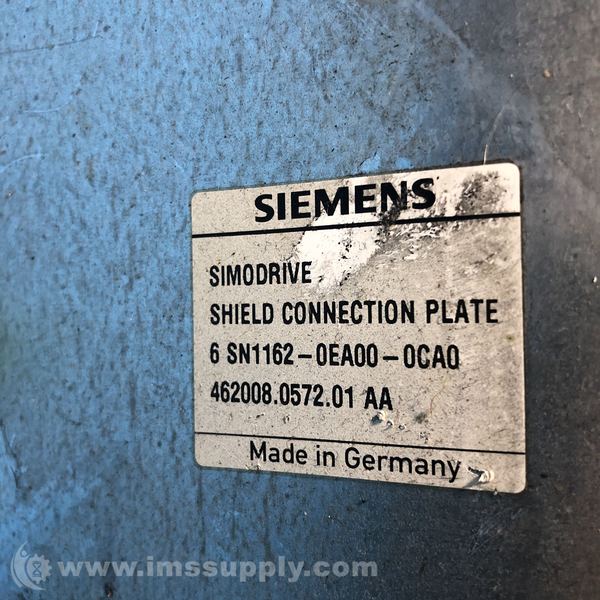 SIEMENS
SIMODRIVE
SHIELD CONNECTION PLATE
6 SN1162-0EA00-0CA0
462008.0572.01 AA
Made in Germany
www.imssupply.com